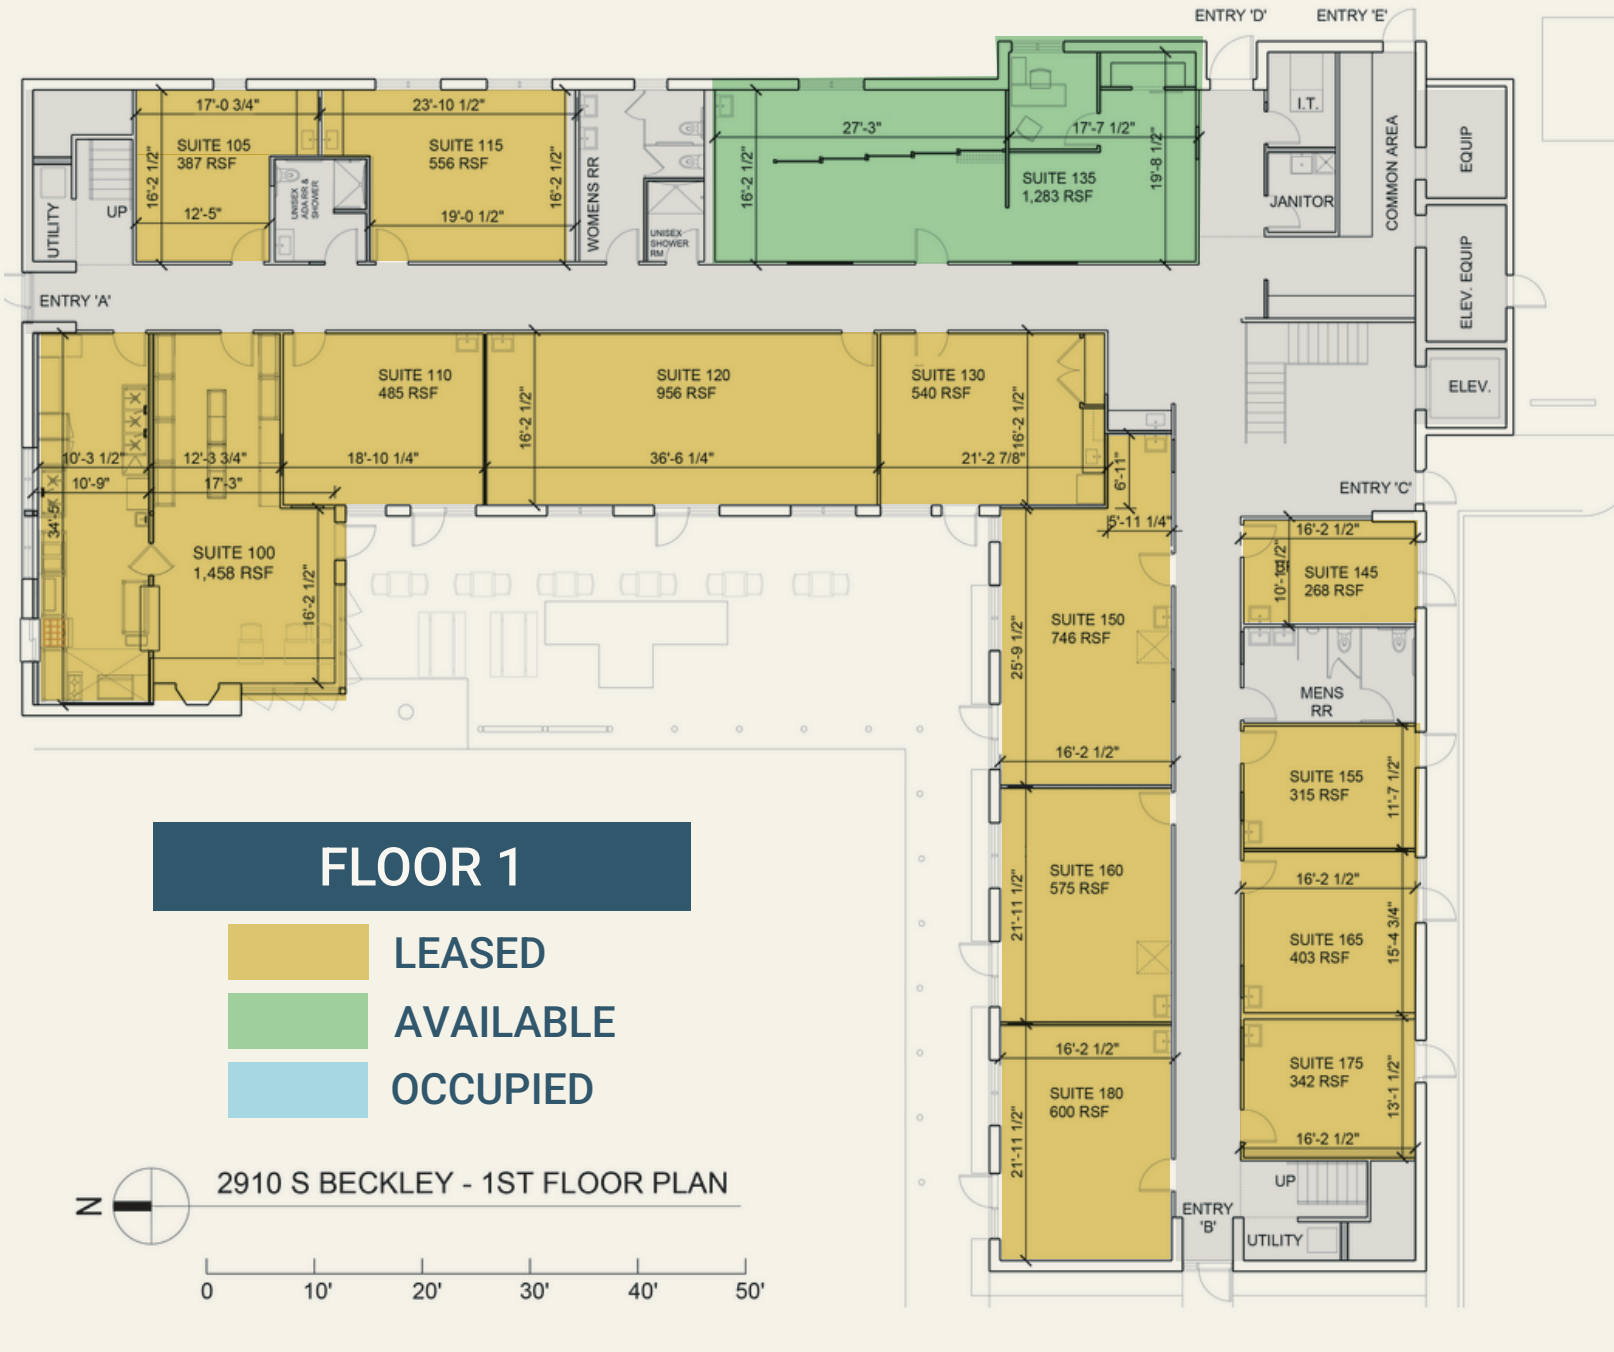 ENTRY 'D'
ENTRY 'E'
17'-0 3/4"
23'-10 1/2"
SUITE 105
387 RSF
16'-2 1/2"
12'-5"
UTILITY
UP
UNISEX
ADA RR &
SHOWER
SUITE 115
556 RSF
16'-2 1/2"
19'-0 1/2"
WOMENS RR
UNISEX
SHOWER
RM
27'-3"
17'-7 1/2"
16'-2 1/2"
19'-8 1/2"
SUITE 135
1,283 RSF
I.T.
JANITOR
COMMON AREA
EQUIP
ELEV. EQUIP
ELEV.
ENTRY 'A'
SUITE 110
485 RSF
SUITE 120
956 RSF
SUITE 130
540 RSF
16'-2 1/2"
16'-2 1/2"
10'-3 1/2"
12'-3 3/4"
18'-10 1/4"
36'-6 1/4"
21'-2 7/8"
10'-9"
17'-3"
34'-5"
6'-11"
5'-11 1/4"
SUITE 100
1,458 RSF
16'-2 1/2"
ENTRY 'C'
16'-2 1/2"
10'-1 1/2"
SUITE 145
268 RSF
SUITE 150
746 RSF
25'-9 1/2"
16'-2 1/2"
MENS
RR
SUITE 155
315 RSF
11'-7 1/2"
SUITE 160
575 RSF
21'-11 1/2"
16'-2 1/2"
SUITE 165
403 RSF
15'-4 3/4"
16'-2 1/2"
SUITE 180
600 RSF
21'-11 1/2"
SUITE 175
342 RSF
13'-1 1/2"
16'-2 1/2"
UP
ENTRY
'B'
UTILITY
FLOOR 1
LEASED
AVAILABLE
OCCUPIED
N
2910 S BECKLEY - 1ST FLOOR PLAN
0 10' 20' 30' 40' 50'